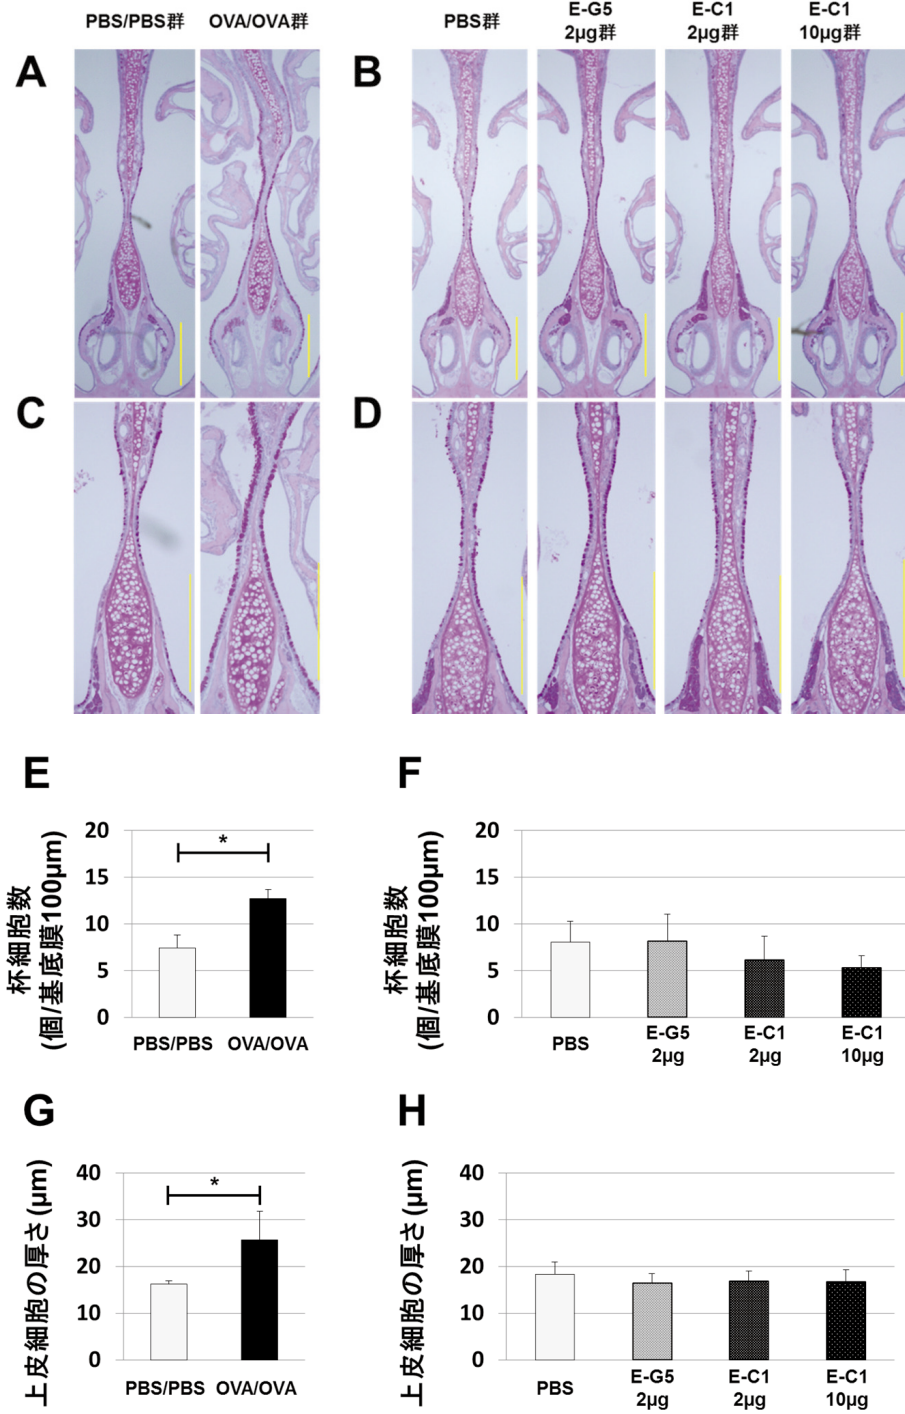 PBS/PBS群
OVA/OVA群
PBS群
E-G5
2μg群
E-C1
2μg群
E-C1
10μg群
A
B
C
D
E
杯細胞数
(個/基底膜100μm)
20
15
10
5
0
*
PBS/PBS
OVA/OVA
F
杯細胞数
(個/基底膜100μm)
20
15
10
5
0
PBS
E-G5
2μg
E-C1
2μg
E-C1
10μg
G
上皮細胞の厚さ(μm)
40
30
20
10
0
*
PBS/PBS
OVA/OVA
H
上皮細胞の厚さ(μm)
40
30
20
10
0
PBS
E-G5
2μg
E-C1
2μg
E-C1
10μg